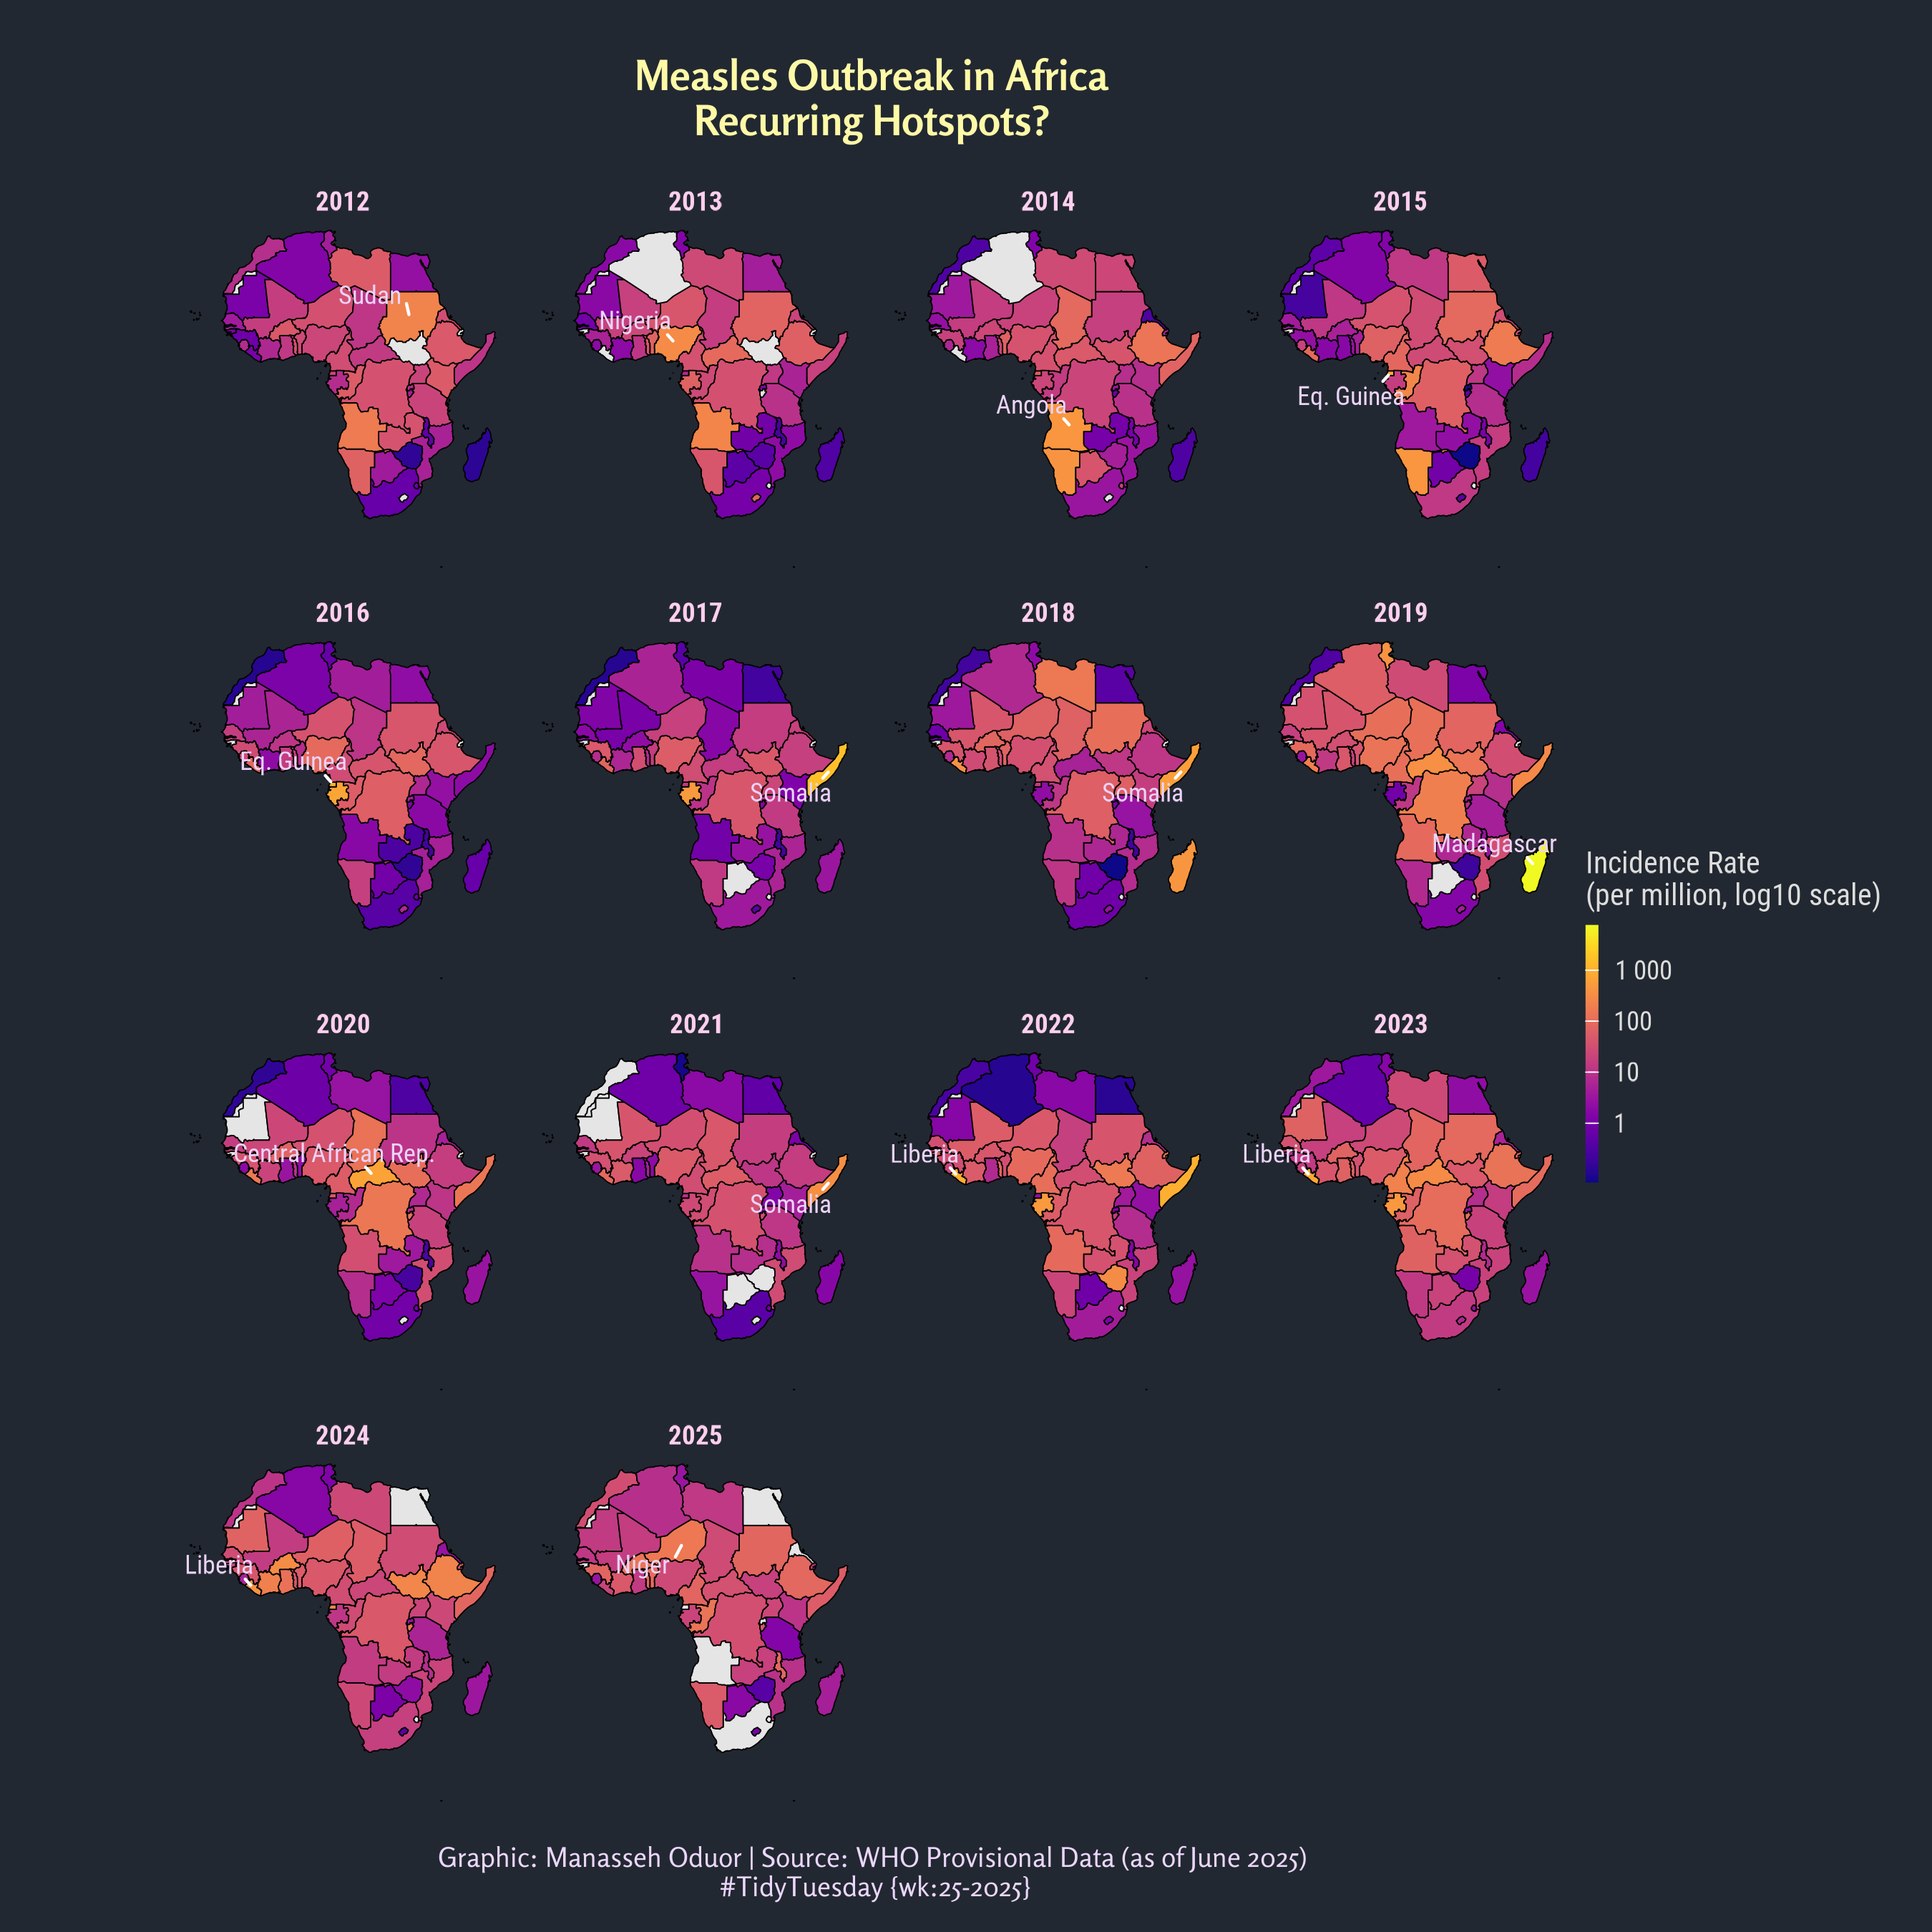 Measles Outbreak in Africa
Recurring Hotspots?
2012
2013
2014
2015
Sudan
Nigeria
Angola
Eq. Guinea
2016
2017
2018
2019
Eq. Guinea
Somalia
Somalia
Madagascar
Incidence Rate
(per million, log10 scale)
1 000
100
10
1
2020
2021
2022
2023
Central African Rep.
Somalia
Liberia
Liberia
2024
2025
Liberia
Niger
Graphic: Manasseh Oduor | Source: WHO Provisional Data (as of June 2025)
#TidyTuesday {wk:25-2025}